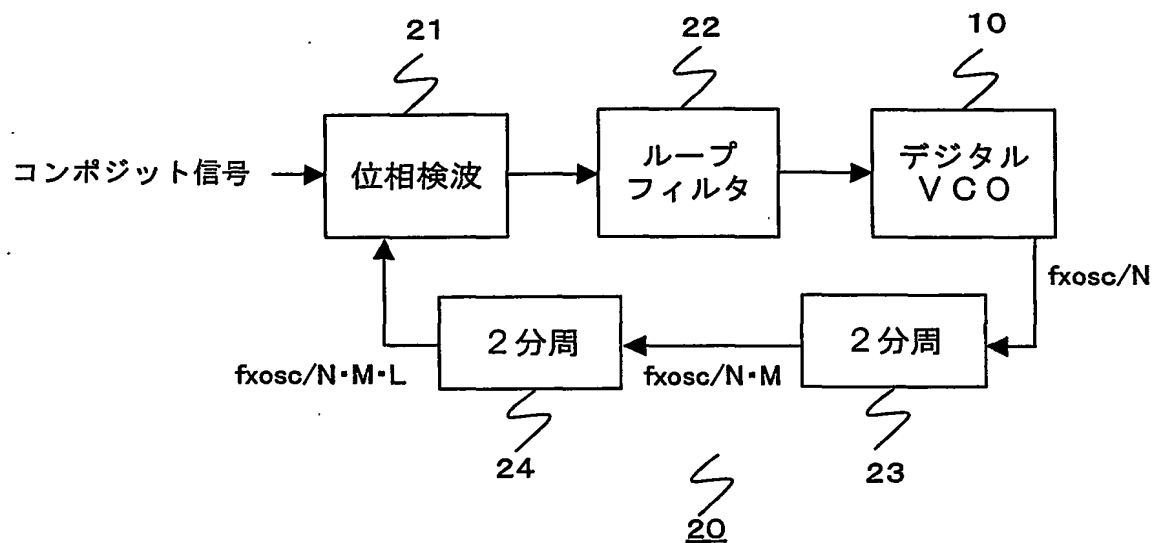 21
22
10
コンポジット信号
位相検波
ループ
フィルタ
デジタル
VCO
fxosc/N
2分周
2分周
fxosc/N・M・L
fxosc/N・M
24
23
20